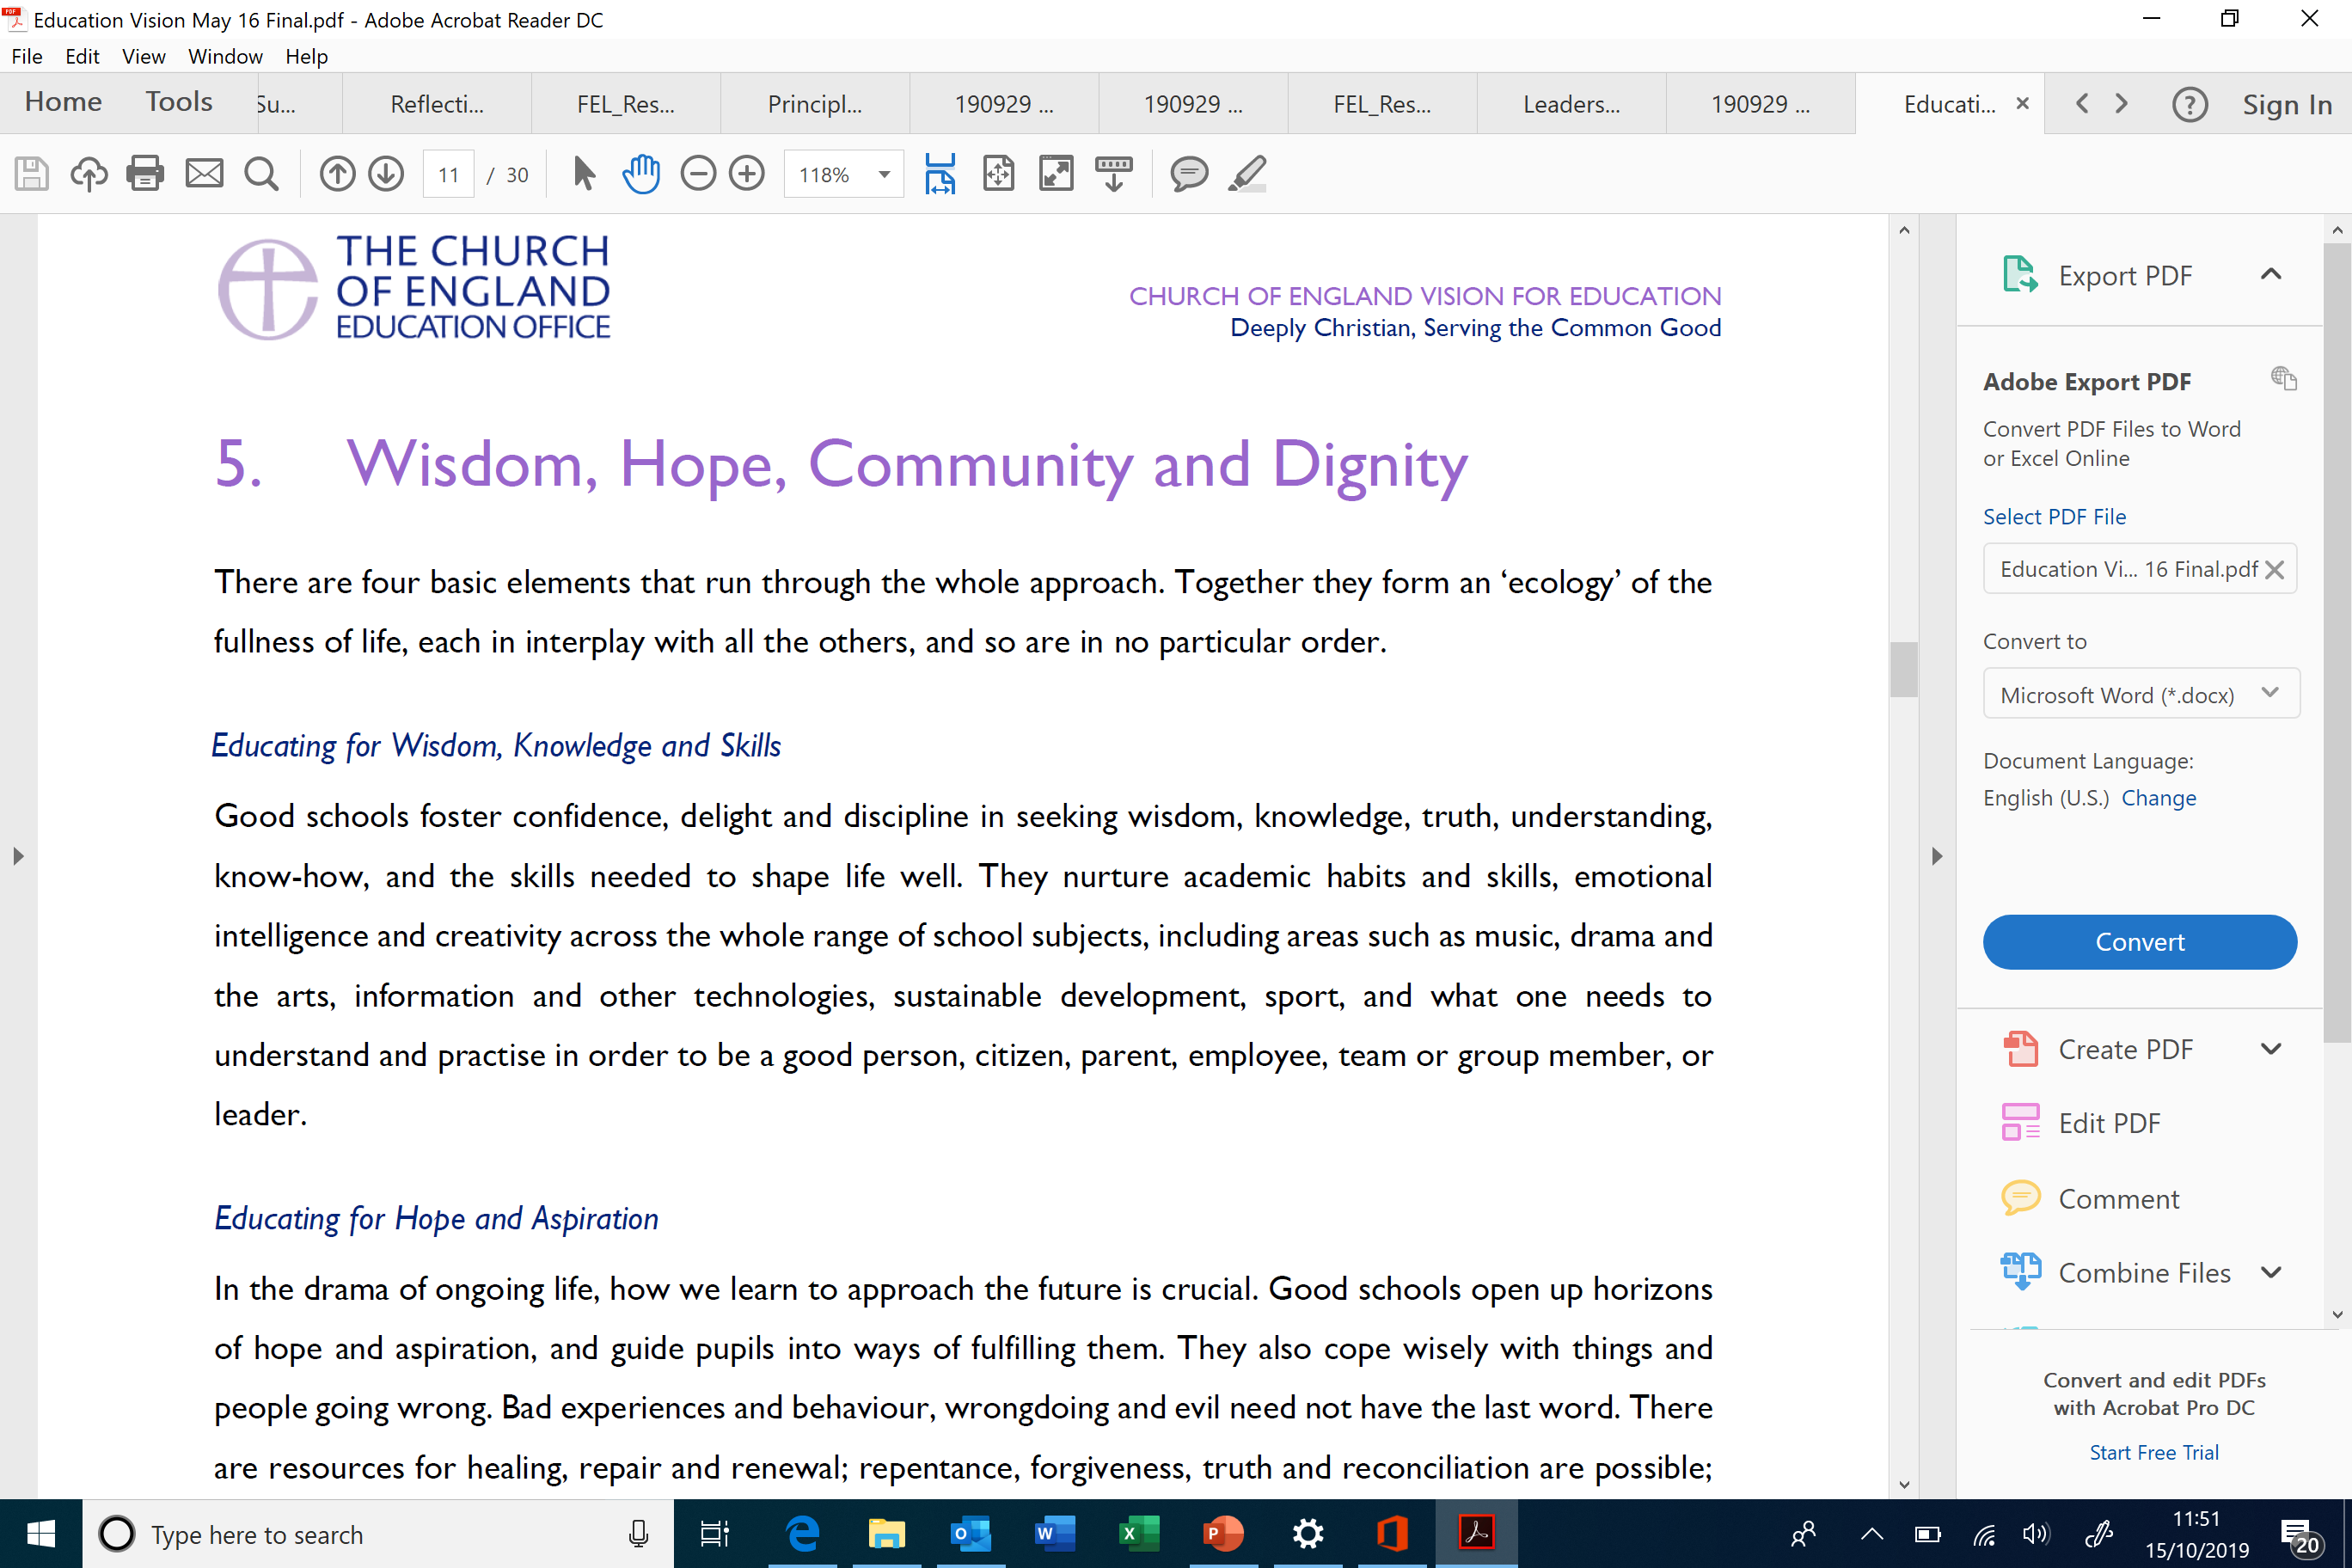 Education Vision May 16 Final.pdf - Adobe Acrobat Reader DC
File Edit View Window Help
Home Tools Su... Reflecti... FEL_Res... Principl... 190929 ... 190929 ... FEL_Res... Leaders... 190929 ... Educati... Sign In
11 / 30 118%
THE CHURCH
OF ENGLAND
EDUCATION OFFICE
CHURCH OF ENGLAND VISION FOR EDUCATION
Deeply Christian, Serving the Common Good
5. Wisdom, Hope, Community and Dignity
There are four basic elements that run through the whole approach. Together they form an ‘ecology’ of the
fullness of life, each in interplay with all the others, and so are in no particular order.
Educating for Wisdom, Knowledge and Skills
Good schools foster confidence, delight and discipline in seeking wisdom, knowledge, truth, understanding,
know-how, and the skills needed to shape life well. They nurture academic habits and skills, emotional
intelligence and creativity across the whole range of school subjects, including areas such as music, drama and
the arts, information and other technologies, sustainable development, sport, and what one needs to
understand and practise in order to be a good person, citizen, parent, employee, team or group member, or
leader.
Educating for Hope and Aspiration
In the drama of ongoing life, how we learn to approach the future is crucial. Good schools open up horizons
of hope and aspiration, and guide pupils into ways of fulfilling them. They also cope wisely with things and
people going wrong. Bad experiences and behaviour, wrongdoing and evil need not have the last word. There
are resources for healing, repair and renewal; repentance, forgiveness, truth and reconciliation are possible;
Export PDF
Adobe Export PDF
Convert PDF Files to Word
or Excel Online
Select PDF File
Education Vi... 16 Final.pdf
Convert to
Microsoft Word (*.docx)
Document Language:
English (U.S.) Change
Convert
Create PDF
Edit PDF
Comment
Combine Files
Convert and edit PDFs
with Acrobat Pro DC
Start Free Trial
Type here to search
11:51
15/10/2019
20